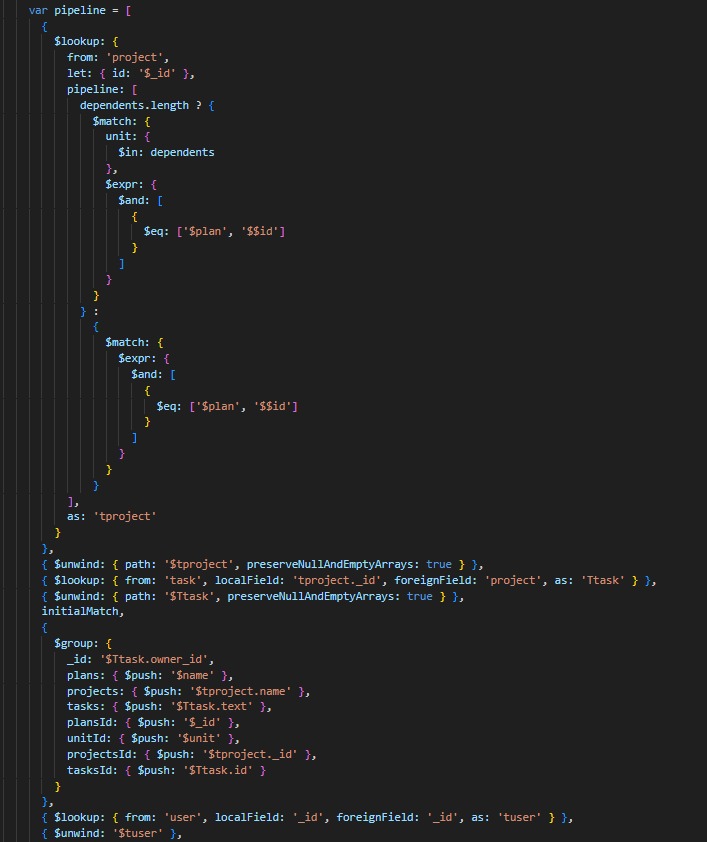 var pipeline = [
{
$lookup: {
from: 'project',
let: { id: '$_id' },
pipeline: [
dependents.length ? {
$match: {
unit: {
$in: dependents
},
$expr: {
$and: [
{
$eq: ['$plan', '$$id']
}
]
}
}
} :
{
$match: {
$expr: {
$and: [
{
$eq: ['$plan', '$$id']
}
]
}
}
}
],
as: 'tproject'
}
},
{ $unwind: { path: '$tproject', preserveNullAndEmptyArrays: true } },
{ $lookup: { from: 'task', localField: 'tproject._id', foreignField: 'project', as: 'Ttask' } },
{ $unwind: { path: '$Ttask', preserveNullAndEmptyArrays: true } },
initialMatch,
{
$group: {
_id: '$Ttask.owner_id',
plans: { $push: '$name' },
projects: { $push: '$tproject.name' },
tasks: { $push: '$Ttask.text' },
plansId: { $push: '$_id' },
unitId: { $push: '$unit' },
projectsId: { $push: '$tproject._id' },
tasksId: { $push: '$Ttask.id' }
}
},
{ $lookup: { from: 'user', localField: '_id', foreignField: '_id', as: 'tuser' } },
{ $unwind: '$tuser' },